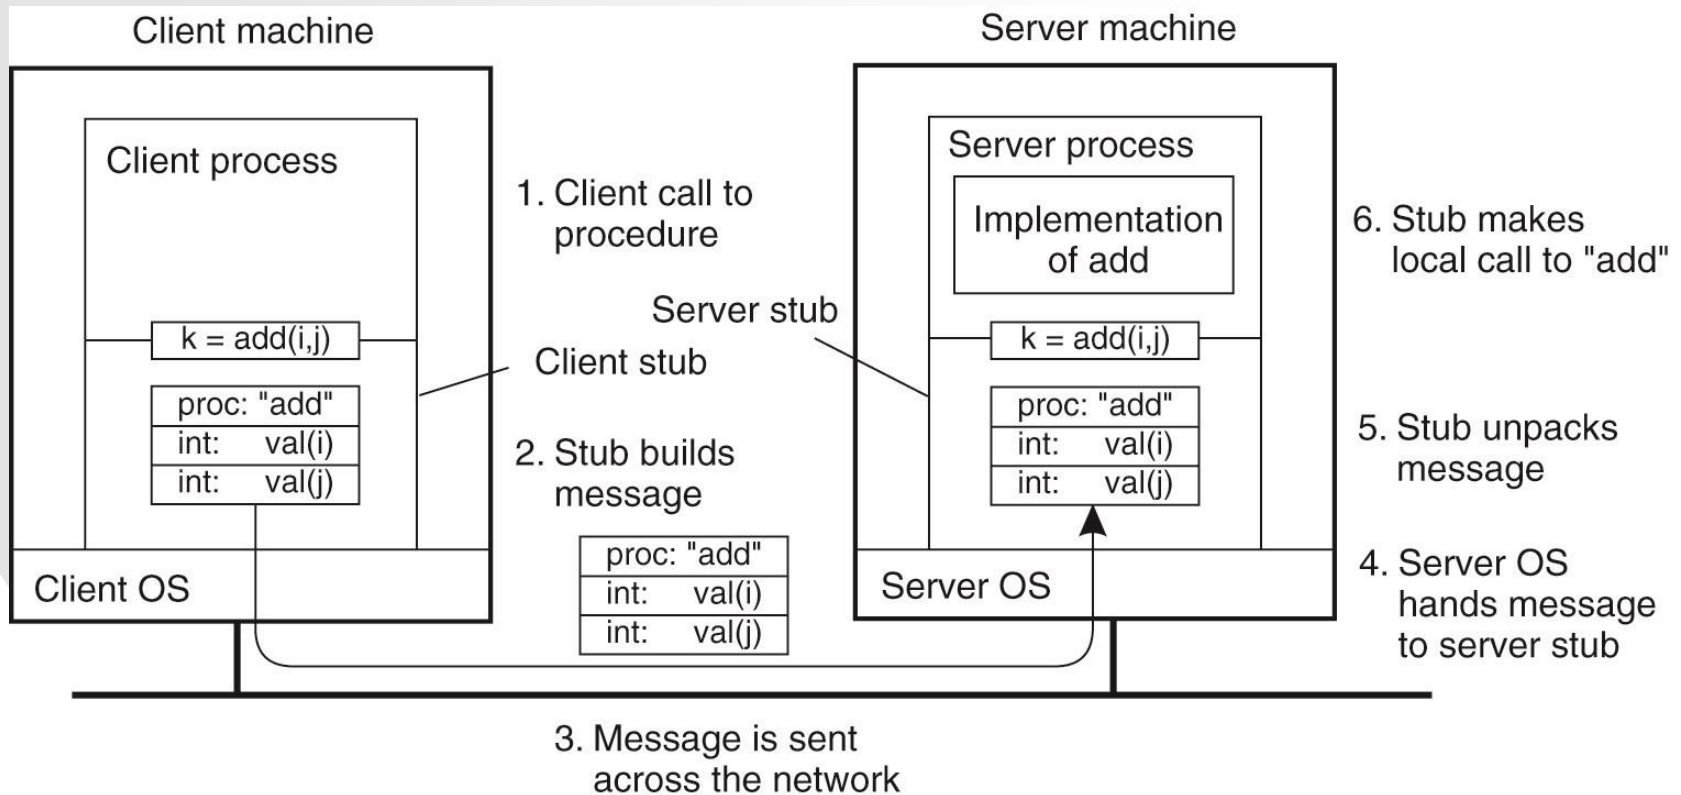 Client machine
Client process
k = add(i,j)
proc: "add"
int: val(i)
int: val(j)
Client OS
1. Client call to
procedure
Server stub
Client stub
2. Stub builds
message
proc: "add"
int: val(i)
int: val(j)
3. Message is sent
across the network
Server machine
Server process
Implementation
of add
k = add(i,j)
proc: "add"
int: val(i)
int: val(j)
Server OS
6. Stub makes
local call to "add"
5. Stub unpacks
message
4. Server OS
hands message
to server stub